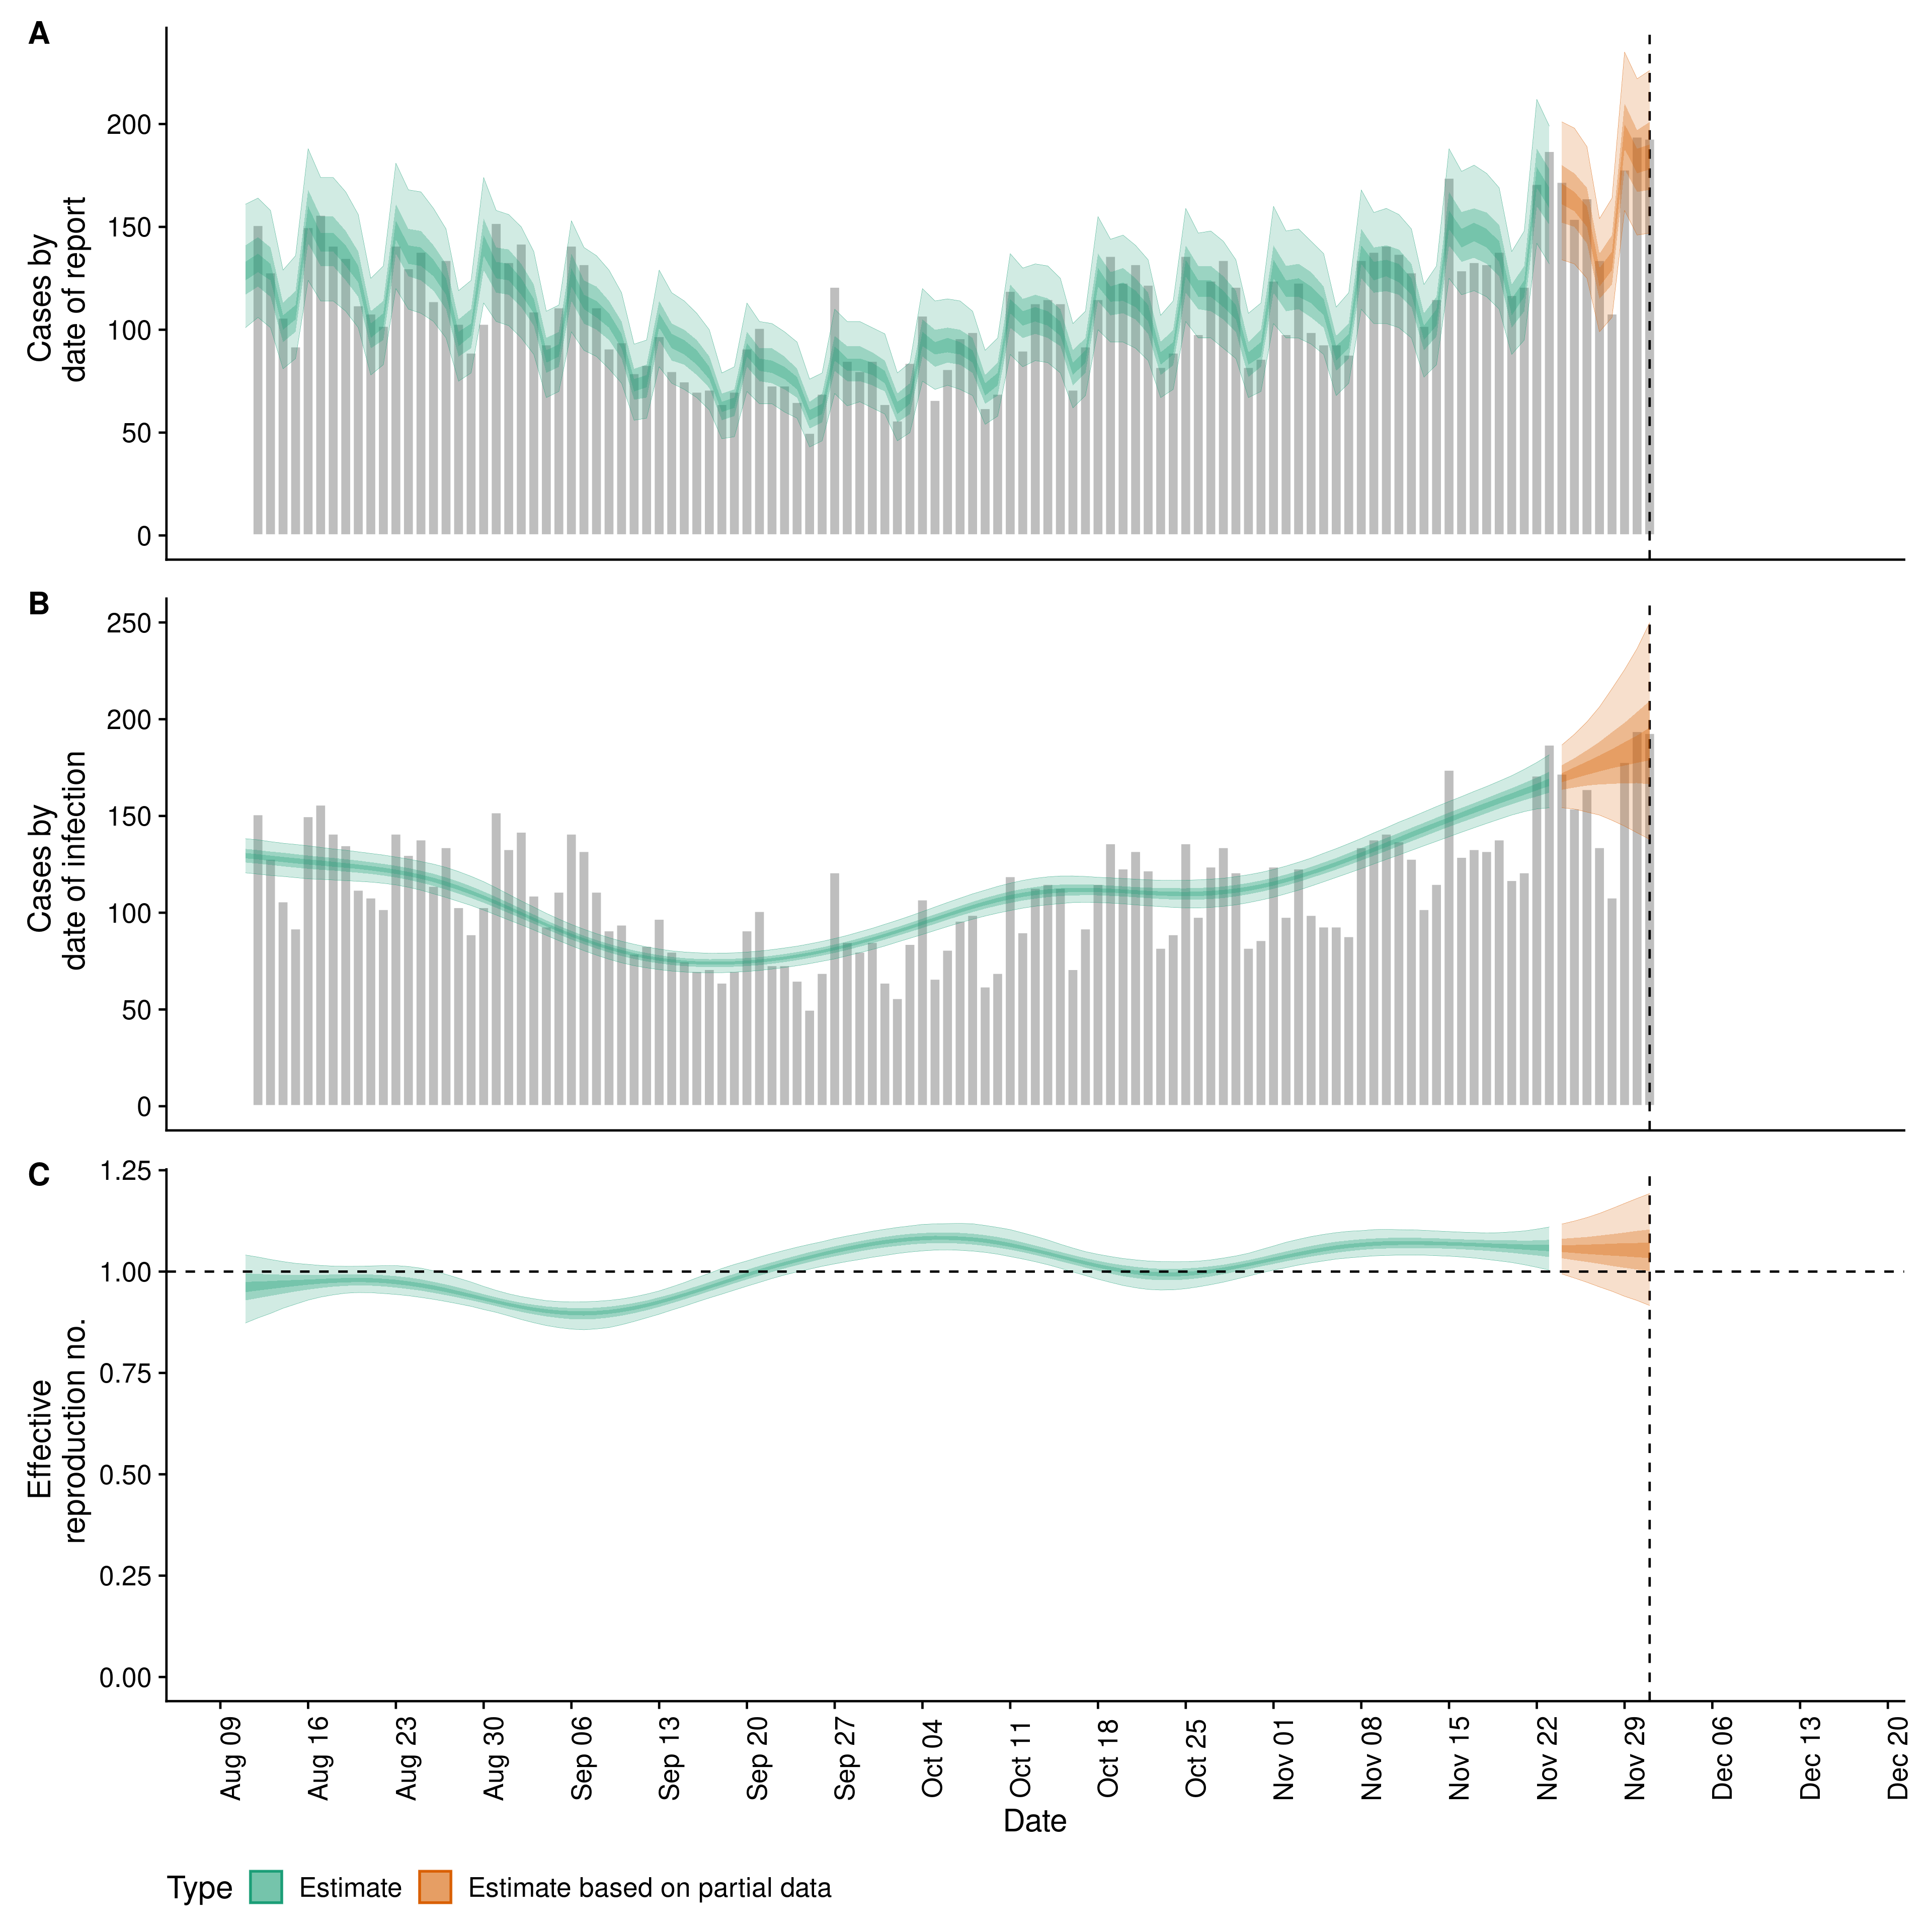 A
Cases by
date of report
200
150
100
50
0
B
Cases by
date of infection
250
200
150
100
50
0
C
Effective
reproduction no.
1.25
1.00
0.75
0.50
0.25
0.00
Aug 09
Aug 16
Aug 23
Aug 30
Sep 06
Sep 13
Sep 20
Sep 27
Oct 04
Oct 11
Oct 18
Oct 25
Nov 01
Nov 08
Nov 15
Nov 22
Nov 29
Dec 06
Dec 13
Dec 20
Date
Type Estimate Estimate based on partial data